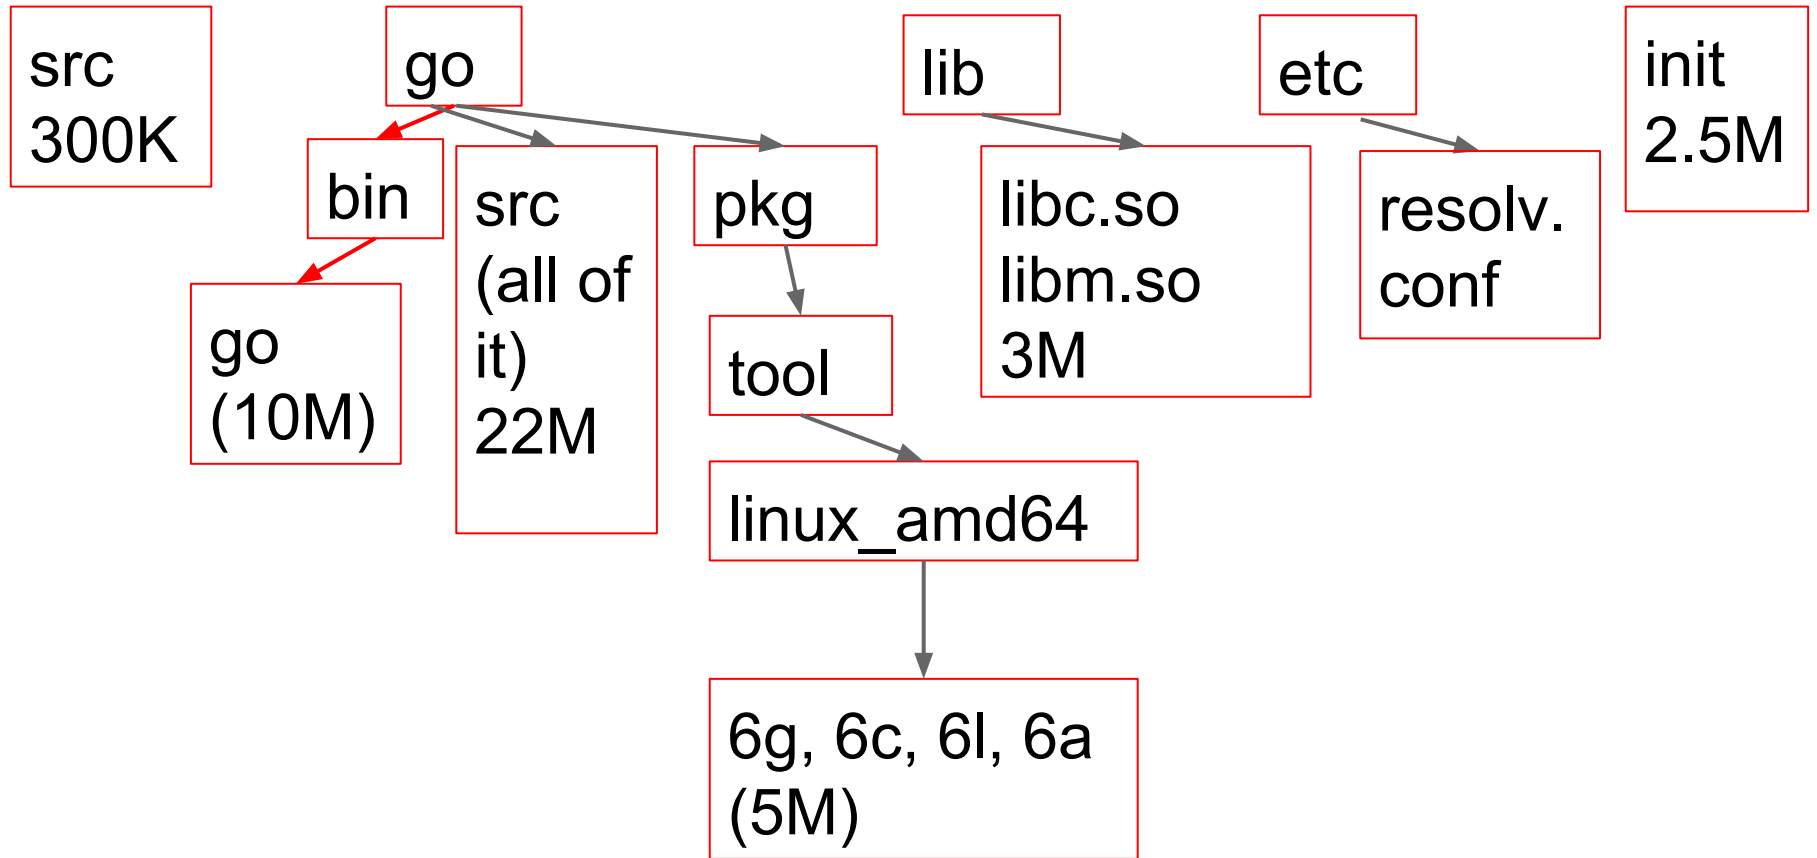 src
300K
go
lib
etc
init
2.5M
bin
src
(all of
it)
22M
pkg
libc.so
libm.so
3M
resolv.
conf
go
(10M)
tool
linux_amd64
6g, 6c, 6l, 6a
(5M)